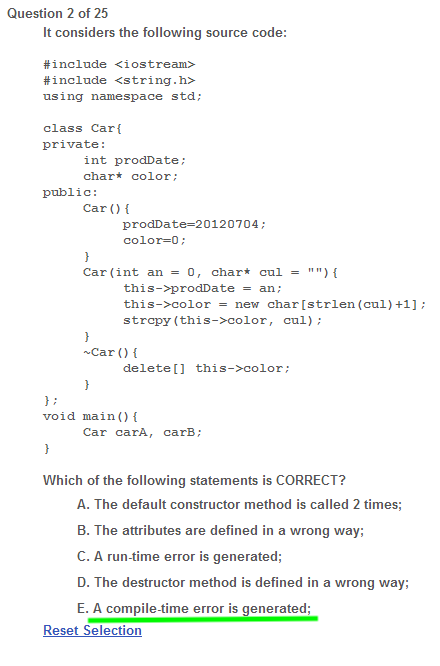 Question 2 of 25
It considers the following source code:
#include <iostream>
#include <string.h>
using namespace std;
class Car{
private:
int prodDate;
char* color;
public:
Car(){
prodDate=20120704;
color=0;
}
Car(int an = 0, char* cul = ""){
this->prodDate = an;
this->color = new char[strlen(cul)+1];
strcpy(this->color, cul);
}
~Car(){
delete[] this->color;
}
};
void main(){
Car carA, carB;
}
Which of the following statements is CORRECT?
A. The default constructor method is called 2 times;
B. The attributes are defined in a wrong way;
C. A run-time error is generated;
D. The destructor method is defined in a wrong way;
E. A compile-time error is generated;
Reset Selection